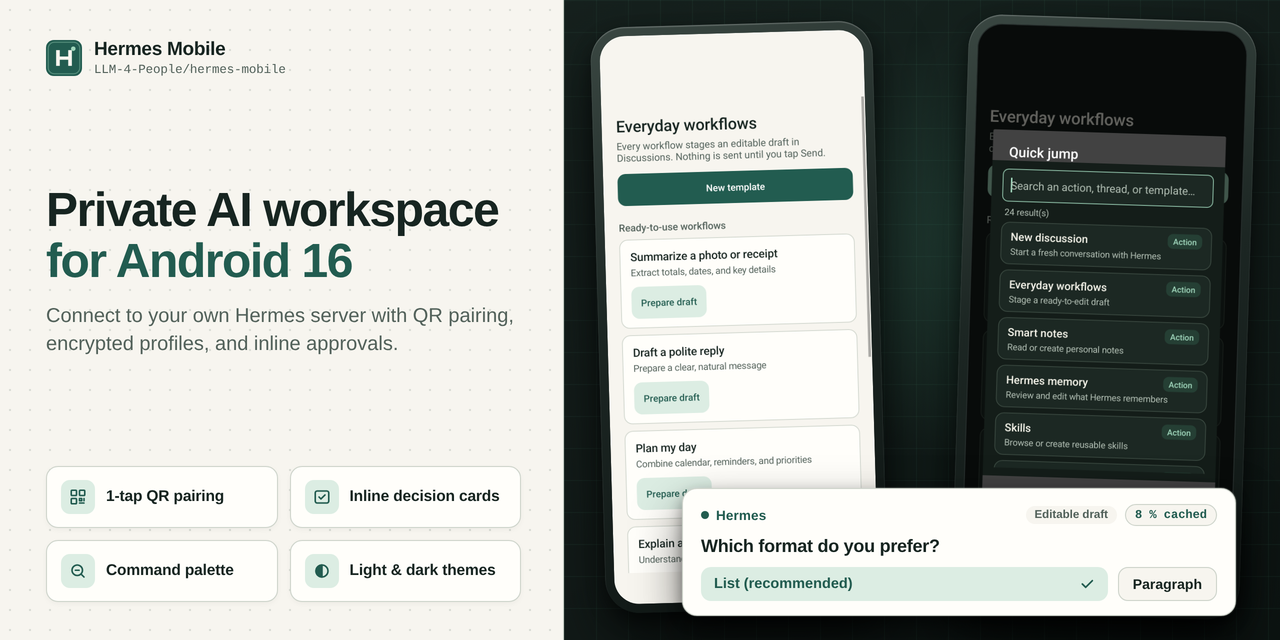 H
Hermes Mobile
LLM-4-People/hermes-mobile
Private AI workspace
for Android 16
Connect to your own Hermes server with QR pairing,
encrypted profiles, and inline approvals.
1-tap QR pairing
Inline decision cards
Command palette
Light & dark themes
Everyday workflows
Every workflow stages an editable draft in
Discussions. Nothing is sent until you tap Send.
New template
Ready-to-use workflows
Summarize a photo or receipt
Extract totals, dates, and key details
Prepare draft
Draft a polite reply
Prepare a clear, natural message
Prepare draft
Plan my day
Combine calendar, reminders, and priorities
Prepare
Explain
Everyday workflows
Quick jump
Search an action, thread, or template...
24 result(s)
New discussion
Action
Start a fresh conversation with Hermes
Everyday workflows
Action
Stage a ready-to-edit draft
Smart notes
Action
Read or create personal notes
Hermes memory
Action
Review and edit what Hermes remembers
Skills
Action
Browse or create reusable skills
Hermes
Editable draft
8 % cached
Which format do you prefer?
List (recommended)
Paragraph